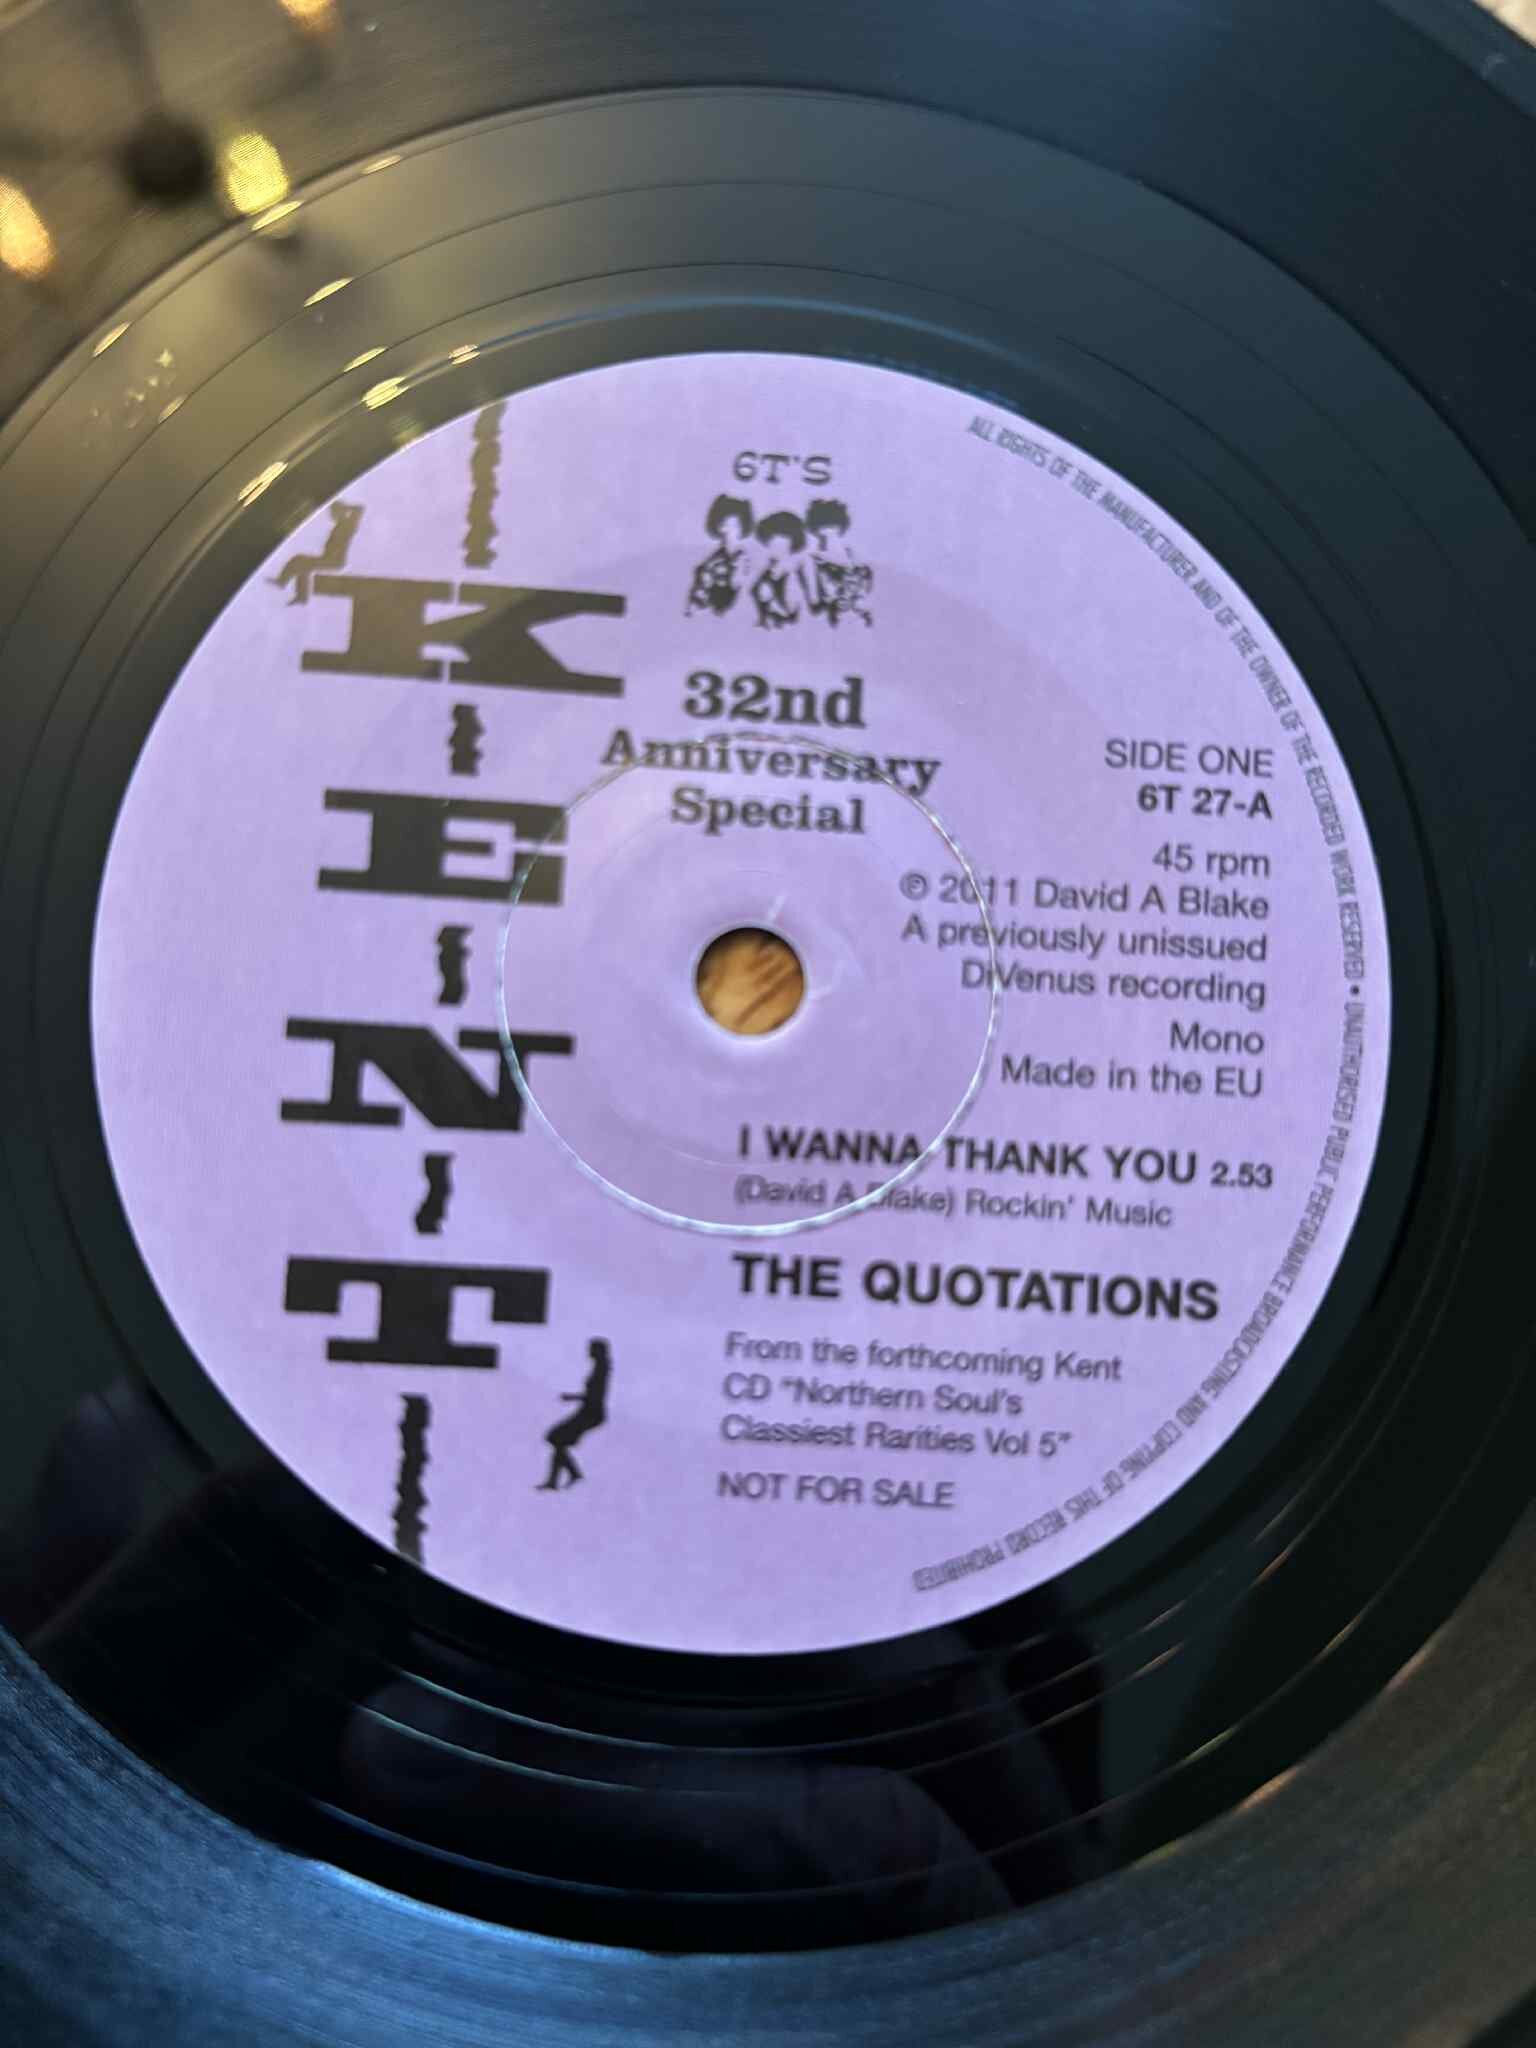 6T'S
KENT
32nd
Anniversary
Special
SIDE ONE
6T 27-A
45 rpm
℗ 2011 David A Blake
A previously unissued
DiVenus recording
Mono
Made in the EU
I WANNA THANK YOU 2.53
(David A Blake) Rockin' Music
THE QUOTATIONS
From the forthcoming Kent
CD "Northern Soul's
Classiest Rarities Vol 5"
NOT FOR SALE
ALL RIGHTS OF THE MANUFACTURER AND OF THE OWNER OF THE RECORDED WORK RESERVED • UNAUTHORISED PUBLIC PERFORMANCE BROADCASTING AND COPYING OF THIS RECORD PROHIBITED